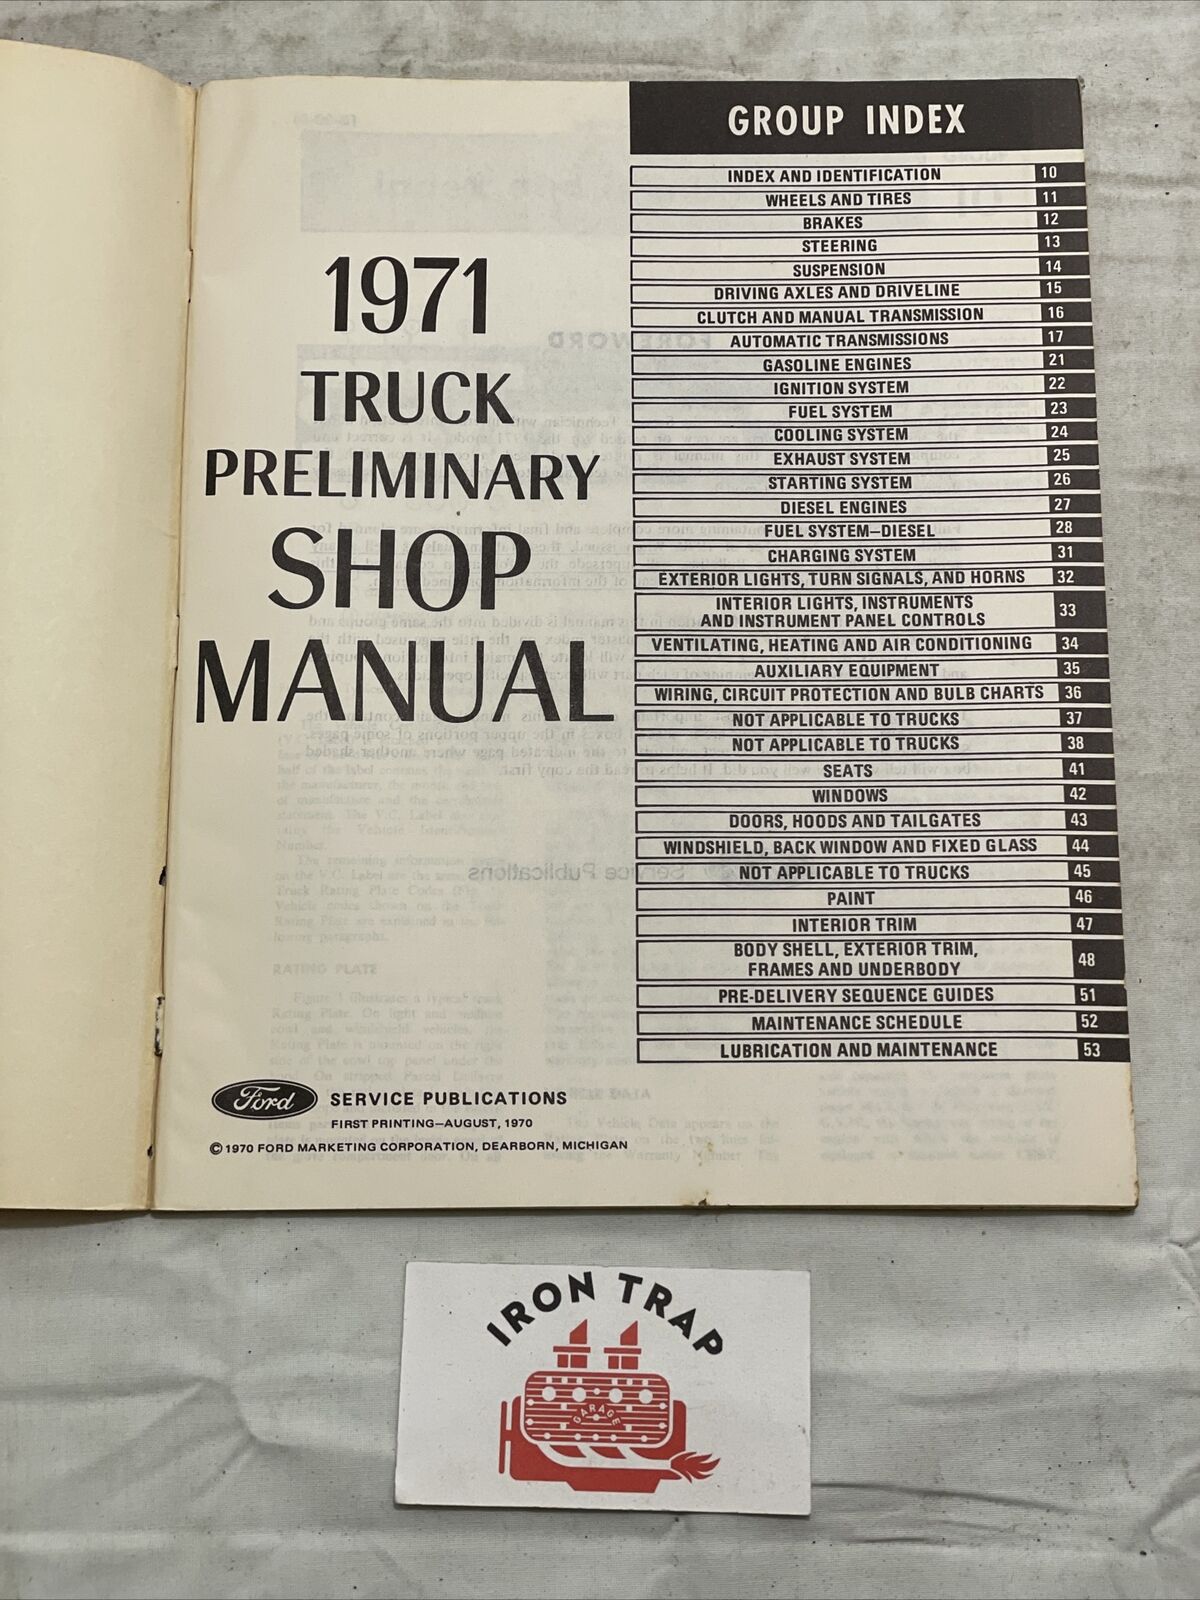 1971
TRUCK
PRELIMINARY
SHOP
MANUAL
Ford
SERVICE PUBLICATIONS
FIRST PRINTING—AUGUST, 1970
© 1970 FORD MARKETING CORPORATION, DEARBORN, MICHIGAN
GROUP INDEX
INDEX AND IDENTIFICATION 10
WHEELS AND TIRES 11
BRAKES 12
STEERING 13
SUSPENSION 14
DRIVING AXLES AND DRIVELINE 15
CLUTCH AND MANUAL TRANSMISSION 16
AUTOMATIC TRANSMISSIONS 17
GASOLINE ENGINES 21
IGNITION SYSTEM 22
FUEL SYSTEM 23
COOLING SYSTEM 24
EXHAUST SYSTEM 25
STARTING SYSTEM 26
DIESEL ENGINES 27
FUEL SYSTEM—DIESEL 28
CHARGING SYSTEM 31
EXTERIOR LIGHTS, TURN SIGNALS, AND HORNS 32
INTERIOR LIGHTS, INSTRUMENTS
AND INSTRUMENT PANEL CONTROLS 33
VENTILATING, HEATING AND AIR CONDITIONING 34
AUXILIARY EQUIPMENT 35
WIRING, CIRCUIT PROTECTION AND BULB CHARTS 36
NOT APPLICABLE TO TRUCKS 37
NOT APPLICABLE TO TRUCKS 38
SEATS 41
WINDOWS 42
DOORS, HOODS AND TAILGATES 43
WINDSHIELD, BACK WINDOW AND FIXED GLASS 44
NOT APPLICABLE TO TRUCKS 45
PAINT 46
INTERIOR TRIM 47
BODY SHELL, EXTERIOR TRIM,
FRAMES AND UNDERBODY 48
PRE-DELIVERY SEQUENCE GUIDES 51
MAINTENANCE SCHEDULE 52
LUBRICATION AND MAINTENANCE 53
RATING PLATE
IRON TRAP
GARAGE